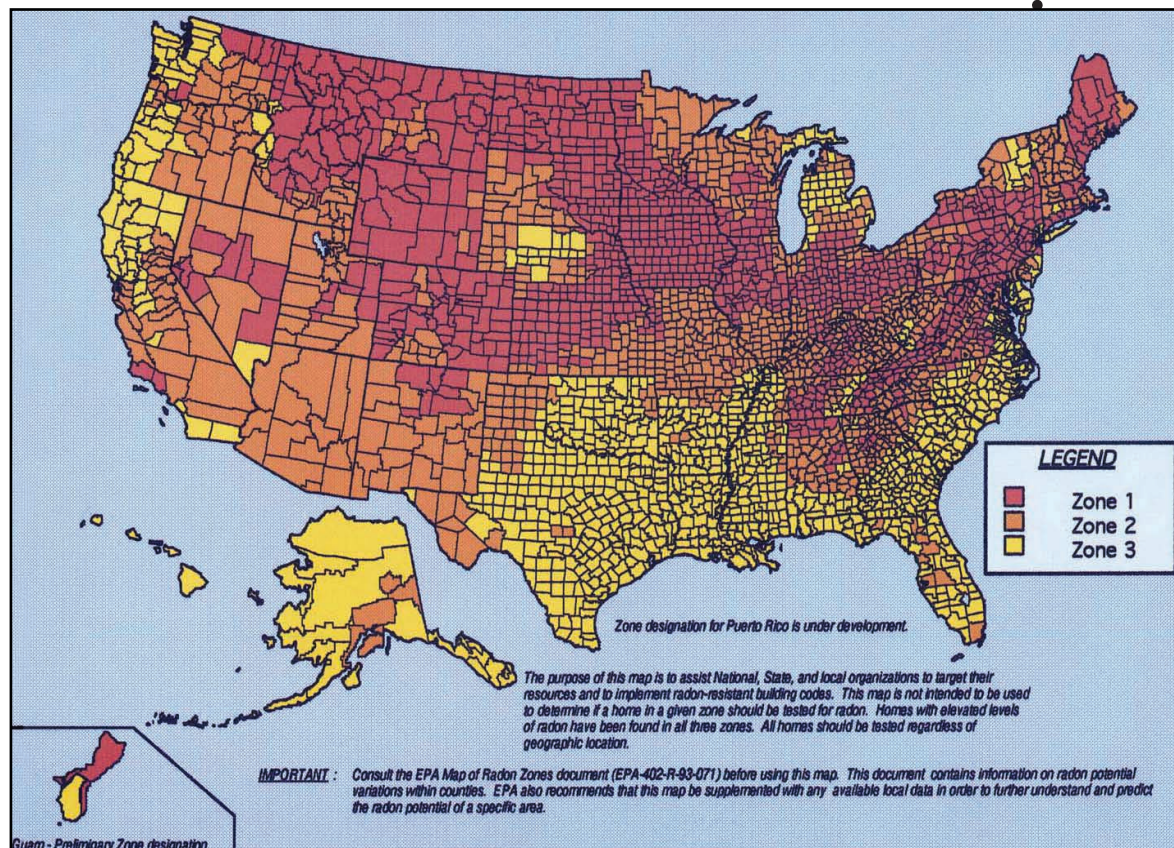 LEGEND
Zone 1
Zone 2
Zone 3
Zone designation for Puerto Rico is under development.
The purpose of this map is to assist National, State, and local organizations to target their
resources and to implement radon-resistant building codes. This map is not intended to be used
to determine if a home in a given zone should be tested for radon. Homes with elevated levels
of radon have been found in all three zones. All homes should be tested regardless of
geographic location.
IMPORTANT : Consult the EPA Map of Radon Zones document (EPA-402-R-93-071) before using this map. This document contains information on radon potential
variations within counties. EPA also recommends that this map be supplemented with any available local data in order to further understand and predict
the radon potential of a specific area.
Guam - Preliminary Zone designation.